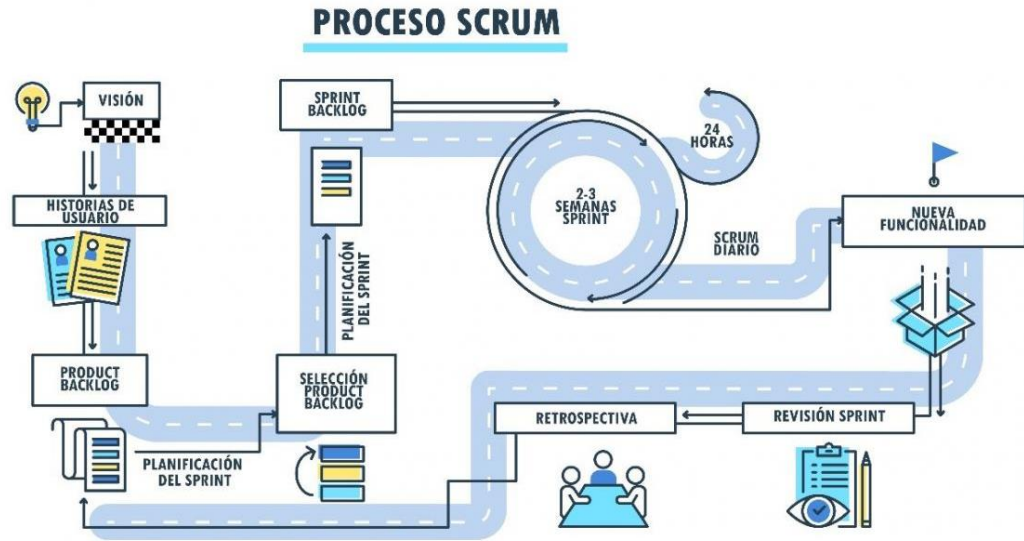 PROCESO SCRUM
VISIÓN
HISTORIAS DE
USUARIO
PRODUCT
BACKLOG
PLANIFICACIÓN
DEL SPRINT
SELECCIÓN
PRODUCT
BACKLOG
PLANIFICACIÓN
DEL SPRINT
SPRINT
BACKLOG
2-3
SEMANAS
SPRINT
24
HORAS
SCRUM
DIARIO
NUEVA
FUNCIONALIDAD
REVISIÓN SPRINT
RETROSPECTIVA